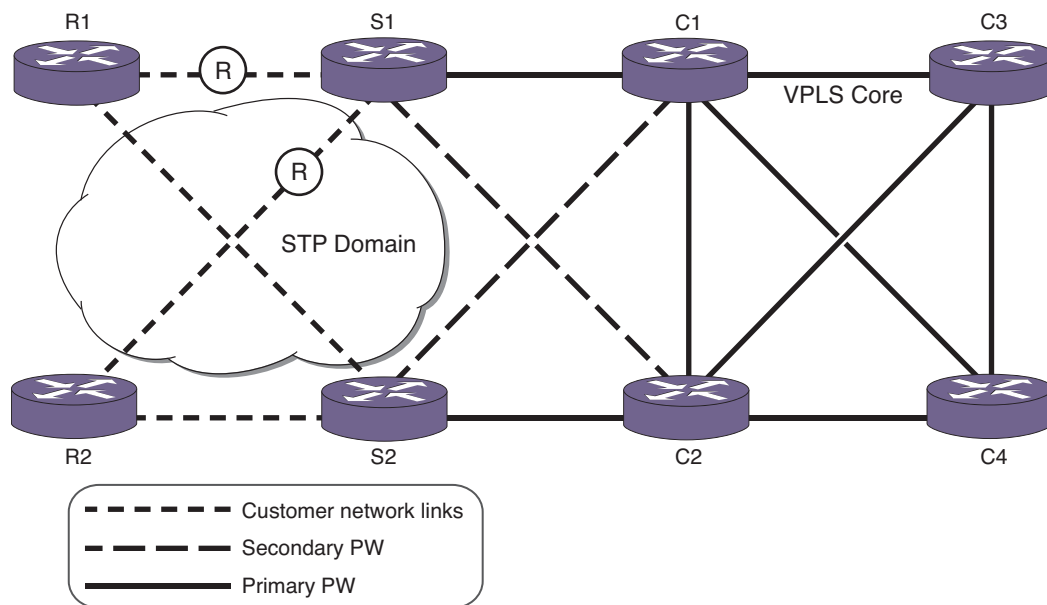 R1
S1
C1
C3
R
VPLS Core
R
STP Domain
R2
S2
C2
C4
Customer network links
Secondary PW
Primary PW